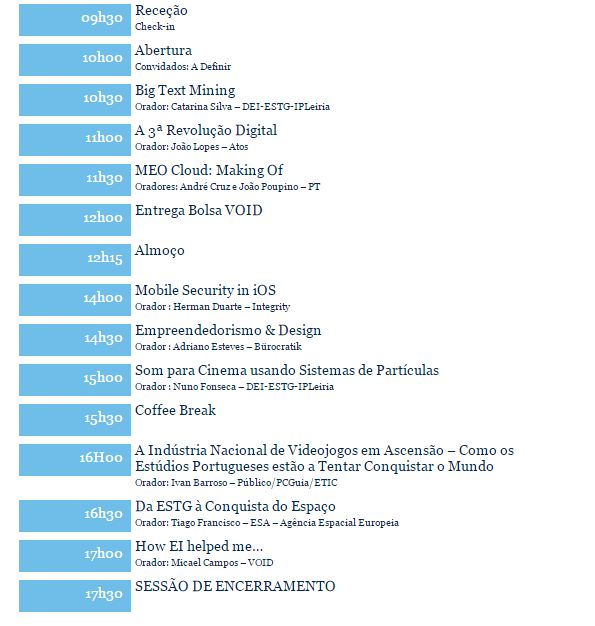 09h30 Receção
Check-in
10h00 Abertura
Convidados: A Definir
10h30 Big Text Mining
Orador: Catarina Silva – DEI-ESTG-IPLeiria
11h00 A 3ª Revolução Digital
Orador: João Lopes – Atos
11h30 MEO Cloud: Making Of
Oradores: André Cruz e João Poupino – PT
12h00 Entrega Bolsa VOID
12h15 Almoço
14h00 Mobile Security in iOS
Orador : Herman Duarte – Integrity
14h30 Empreendedorismo & Design
Orador : Adriano Esteves – Bürocratik
15h00 Som para Cinema usando Sistemas de Partículas
Orador : Nuno Fonseca – DEI-ESTG-IPLeiria
15h30 Coffee Break
16H00 A Indústria Nacional de Videojogos em Ascensão – Como os
Estúdios Portugueses estão a Tentar Conquistar o Mundo
Orador: Ivan Barroso – Público/PCGuia/ETIC
16h30 Da ESTG à Conquista do Espaço
Orador: Tiago Francisco – ESA – Agência Espacial Europeia
17h00 How EI helped me...
Orador: Micael Campos – VOID
17h30 SESSÃO DE ENCERRAMENTO